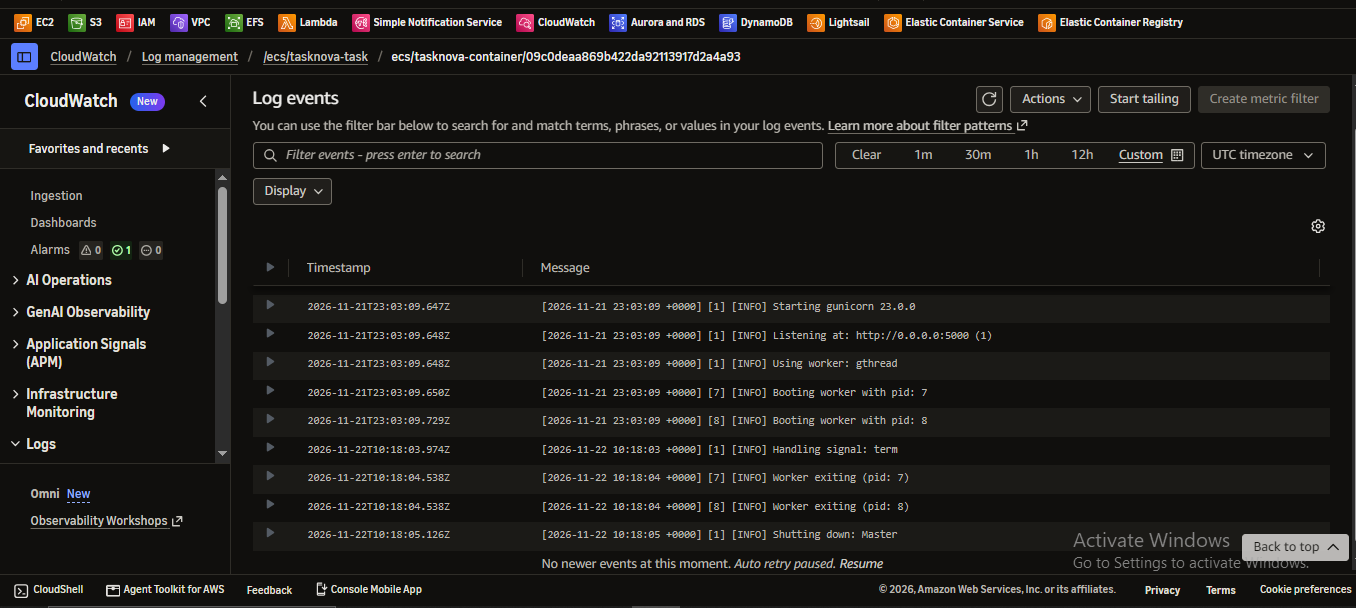 EC2 S3 IAM VPC EFS Lambda Simple Notification Service CloudWatch Aurora and RDS DynamoDB Lightsail Elastic Container Service Elastic Container Registry
CloudWatch / Log management / /ecs/tasknova-task / ecs/tasknova-container/09c0deaa869b422da92113917d2a4a93
CloudWatch New
Favorites and recents
Ingestion
Dashboards
Alarms 0 1 0
AI Operations
GenAI Observability
Application Signals
(APM)
Infrastructure
Monitoring
Logs
Omni New
Observability Workshops
Log events
Actions Start tailing Create metric filter
You can use the filter bar below to search for and match terms, phrases, or values in your log events. Learn more about filter patterns
Filter events - press enter to search
Clear 1m 30m 1h 12h Custom UTC timezone
Display
Timestamp Message
2026-11-21T23:03:09.647Z [2026-11-21 23:03:09 +0000] [1] [INFO] Starting gunicorn 23.0.0
2026-11-21T23:03:09.648Z [2026-11-21 23:03:09 +0000] [1] [INFO] Listening at: http://0.0.0.0:5000 (1)
2026-11-21T23:03:09.648Z [2026-11-21 23:03:09 +0000] [1] [INFO] Using worker: gthread
2026-11-21T23:03:09.650Z [2026-11-21 23:03:09 +0000] [7] [INFO] Booting worker with pid: 7
2026-11-21T23:03:09.729Z [2026-11-21 23:03:09 +0000] [8] [INFO] Booting worker with pid: 8
2026-11-22T10:18:03.974Z [2026-11-22 10:18:03 +0000] [1] [INFO] Handling signal: term
2026-11-22T10:18:04.538Z [2026-11-22 10:18:04 +0000] [7] [INFO] Worker exiting (pid: 7)
2026-11-22T10:18:04.538Z [2026-11-22 10:18:04 +0000] [8] [INFO] Worker exiting (pid: 8)
2026-11-22T10:18:05.126Z [2026-11-22 10:18:05 +0000] [1] [INFO] Shutting down: Master
No newer events at this moment. Auto retry paused. Resume
Activate Windows
Go to Settings to activate Windows.
Back to top
CloudShell Agent Toolkit for AWS Feedback Console Mobile App © 2026, Amazon Web Services, Inc. or its affiliates. Privacy Terms Cookie preferences